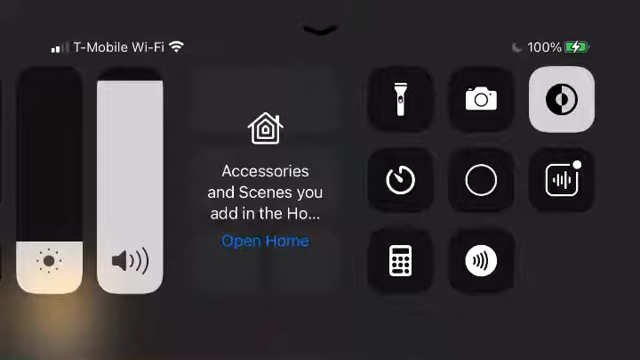 T-Mobile Wi-Fi
100%
Accessories
and Scenes you
add in the Ho...
Open Home